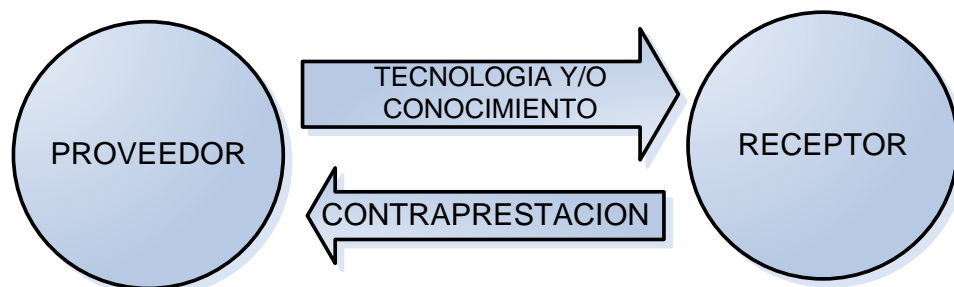 PROVEEDOR
TECNOLOGIA Y/O
CONOCIMIENTO
CONTRAPRESTACION
RECEPTOR